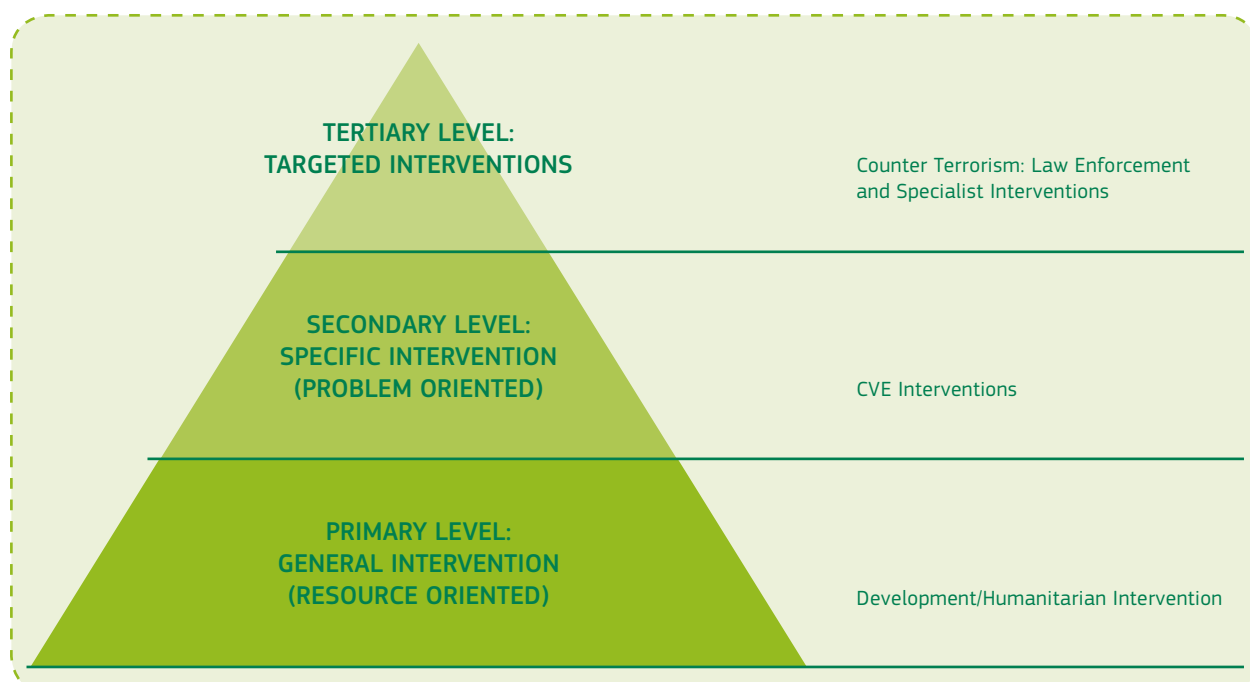 TERTIARY LEVEL:
TARGETED INTERVENTIONS
Counter Terrorism: Law Enforcement
and Specialist Interventions
SECONDARY LEVEL:
SPECIFIC INTERVENTION
(PROBLEM ORIENTED)
CVE Interventions
PRIMARY LEVEL:
GENERAL INTERVENTION
(RESOURCE ORIENTED)
Development/Humanitarian Intervention